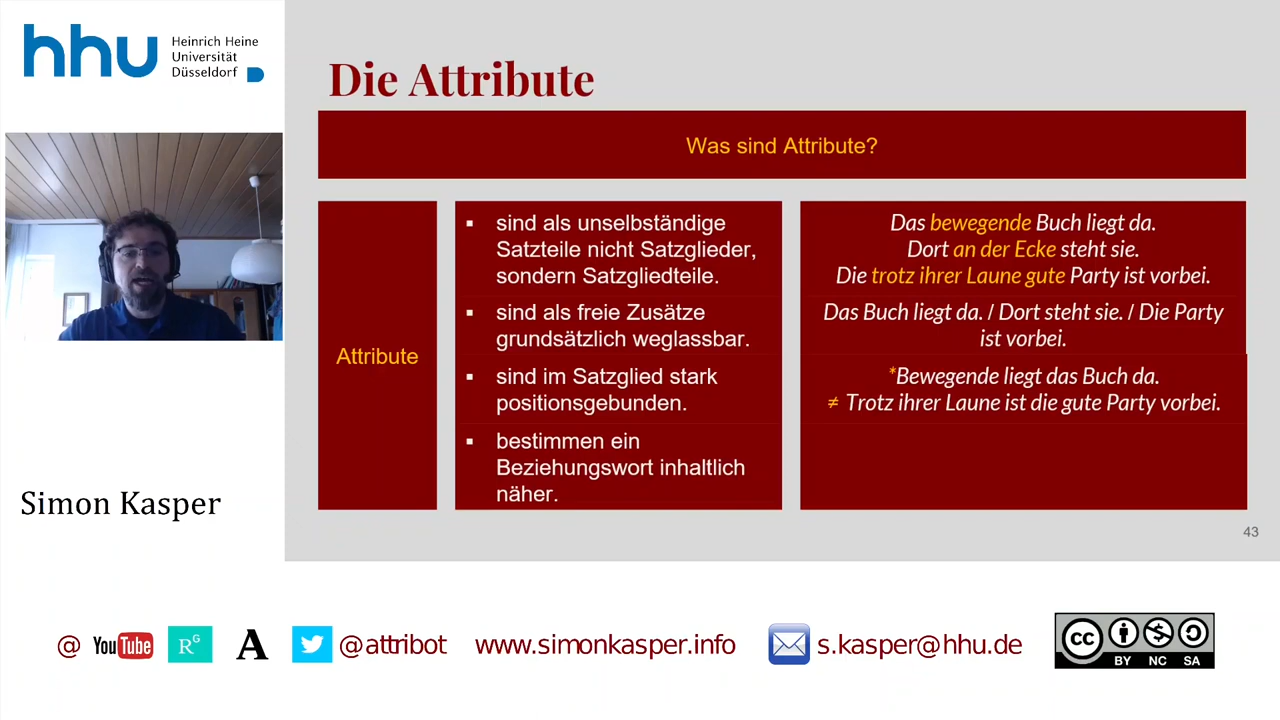 hhu
Heinrich Heine
Universität
Düsseldorf
Die Attribute
Was sind Attribute?
Attribute
▪ sind als unselbständige
Satzteile nicht Satzglieder,
sondern Satzgliedteile.
▪ sind als freie Zusätze
grundsätzlich weglassbar.
▪ sind im Satzglied stark
positionsgebunden.
▪ bestimmen ein
Beziehungswort inhaltlich
näher.
Das bewegende Buch liegt da.
Dort an der Ecke steht sie.
Die trotz ihrer Laune gute Party ist vorbei.
Das Buch liegt da. / Dort steht sie. / Die Party
ist vorbei.
*Bewegende liegt das Buch da.
≠ Trotz ihrer Laune ist die gute Party vorbei.
43
Simon Kasper
@ YouTube RG A @attribot www.simonkasper.info s.kasper@hhu.de
cc BY NC SA